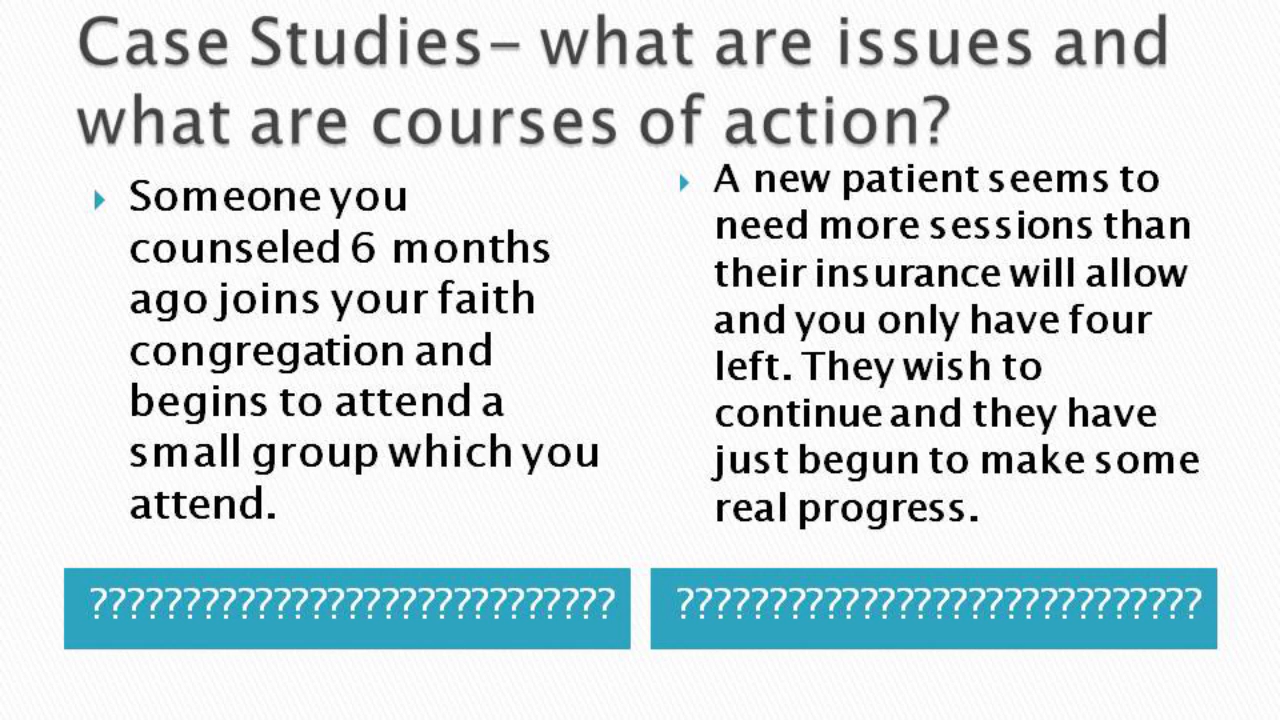 Case Studies- what are issues and
what are courses of action?
Someone you
counseled 6 months
ago joins your faith
congregation and
begins to attend a
small group which you
attend.
A new patient seems to
need more sessions than
their insurance will allow
and you only have four
left. They wish to
continue and they have
just begun to make some
real progress.
?????????????????????????????
?????????????????????????????